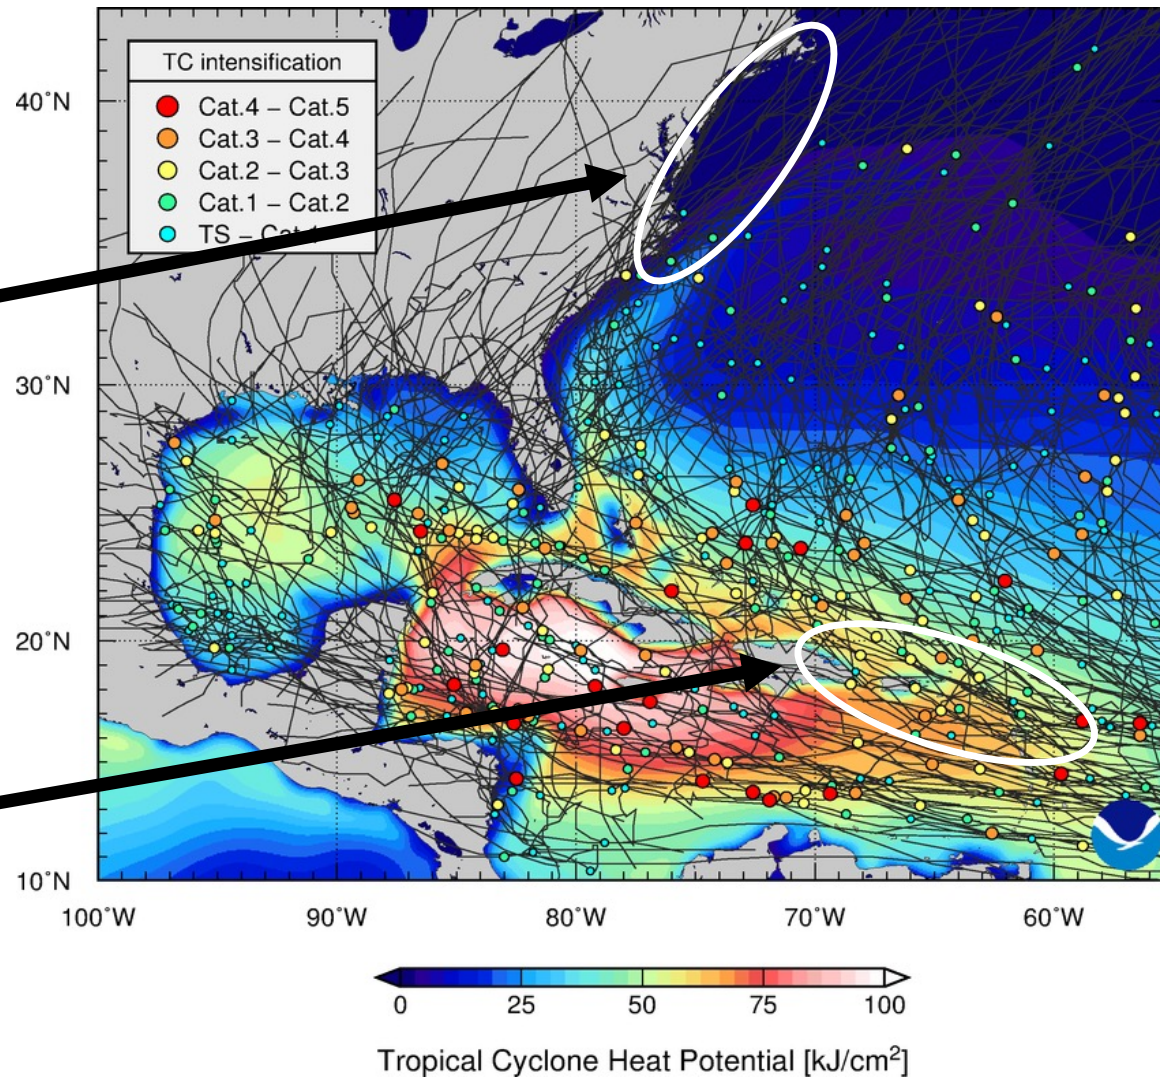 TC intensification
Cat.4 – Cat.5
Cat.3 – Cat.4
Cat.2 – Cat.3
Cat.1 – Cat.2
TS – Cat.1
40°N
30°N
20°N
10°N
100°W 90°W 80°W 70°W 60°W
0 25 50 75 100
Tropical Cyclone Heat Potential [kJ/cm²]